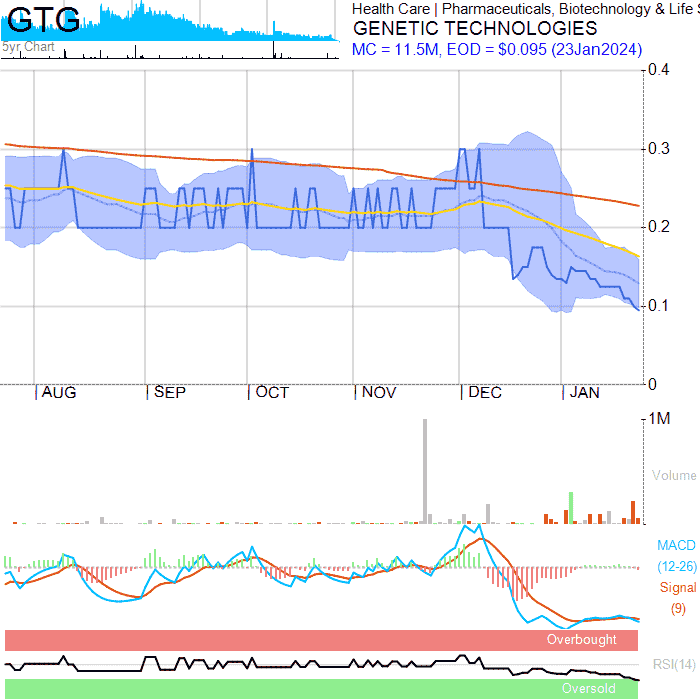 GTG
5yr Chart
Health Care | Pharmaceuticals, Biotechnology & Life S
GENETIC TECHNOLOGIES
MC = 11.5M, EOD = $0.095 (23Jan2024)
0.4
0.3
0.2
0.1
0
AUG SEP OCT NOV DEC JAN
1M
Volume
MACD
(12-26)
Signal
(9)
Overbought
RSI(14)
Oversold